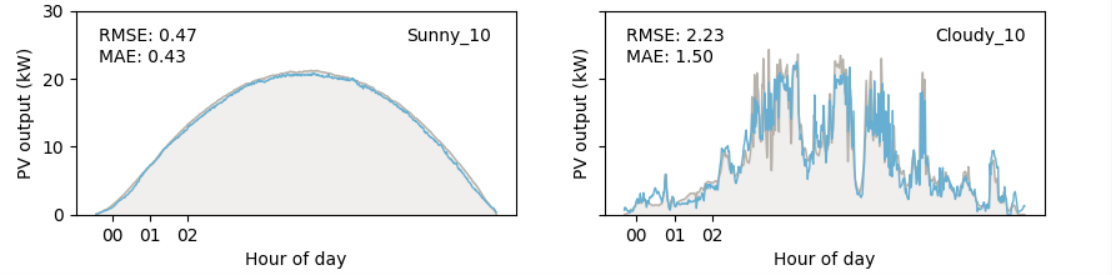 30
20
10
0
PV output (kW)
RMSE: 0.47
MAE: 0.43
Sunny_10
00 01 02
Hour of day
PV output (kW)
RMSE: 2.23
MAE: 1.50
Cloudy_10
00 01 02
Hour of day